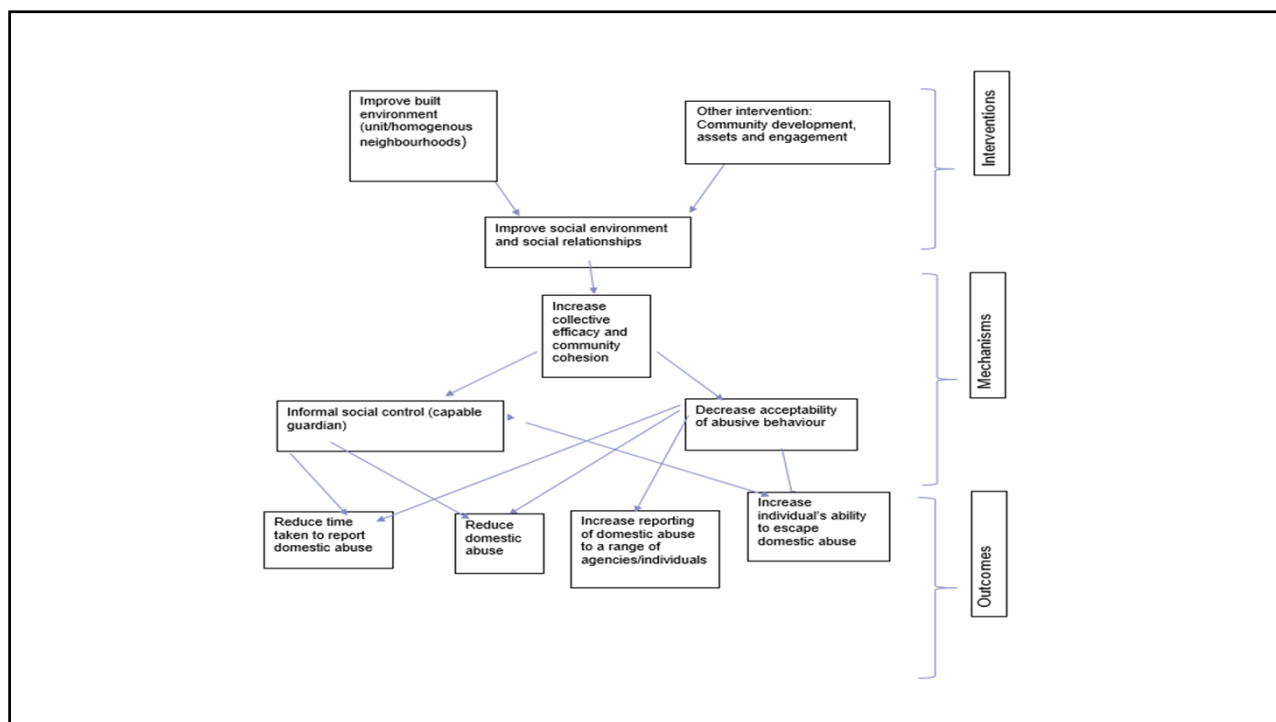 Improve built
environment
(unit/homogenous
neighbourhoods)
Other intervention:
Community development,
assets and engagement
Interventions
Improve social environment
and social relationships
Increase
collective
efficacy and
community
cohesion
Mechanisms
Informal social control (capable
guardian)
Decrease acceptability
of abusive behaviour
Reduce time
taken to report
domestic abuse
Reduce
domestic
abuse
Increase reporting
of domestic abuse
to a range of
agencies/individuals
Increase
individual's ability
to escape
domestic abuse
Outcomes